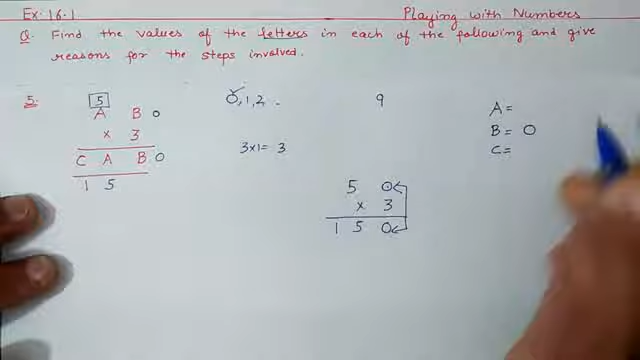 Ex. 16.1 Playing with Numbers
Q. Find the values of the letters in each of the following and give
reasons for the steps involved.
5. 5 0, 1, 2 . 9 A =
A B 0
× 3 3×1= 3 B = 0
C A B 0 C =
1 5
5 0
× 3
1 5 0